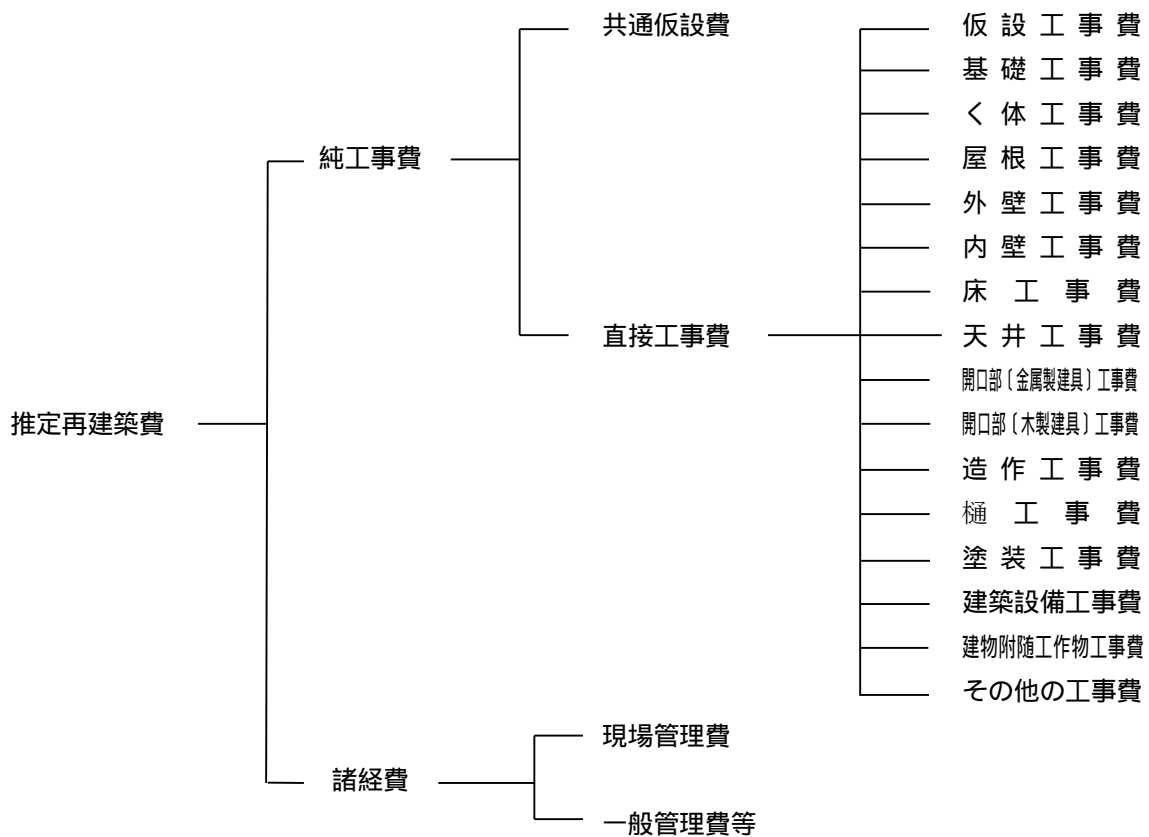 共通仮設費
仮設工事費
基礎工事費
く体工事費
純工事費
屋根工事費
外壁工事費
内壁工事費
床工事費
直接工事費
天井工事費
開口部〔金属製建具〕工事費
推定再建築費
開口部〔木製建具〕工事費
造作工事費
樋工事費
塗装工事費
建築設備工事費
建物附随工作物工事費
その他の工事費
現場管理費
諸経費
一般管理費等